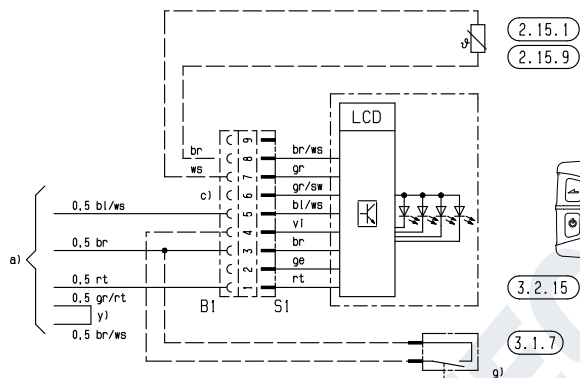 2.15.1
ϑ
2.15.9
LCD
br
ws
9
8
7
6
5
4
3
2
1
br/ws
gr
gr/sw
bl/ws
vi
br
ge
rt
c)
0,5 bl/ws
0,5 br
a)
0,5 rt
0,5 gr/rt
y)
0,5 br/ws
B1
S1
3.2.15
3.1.7
g)